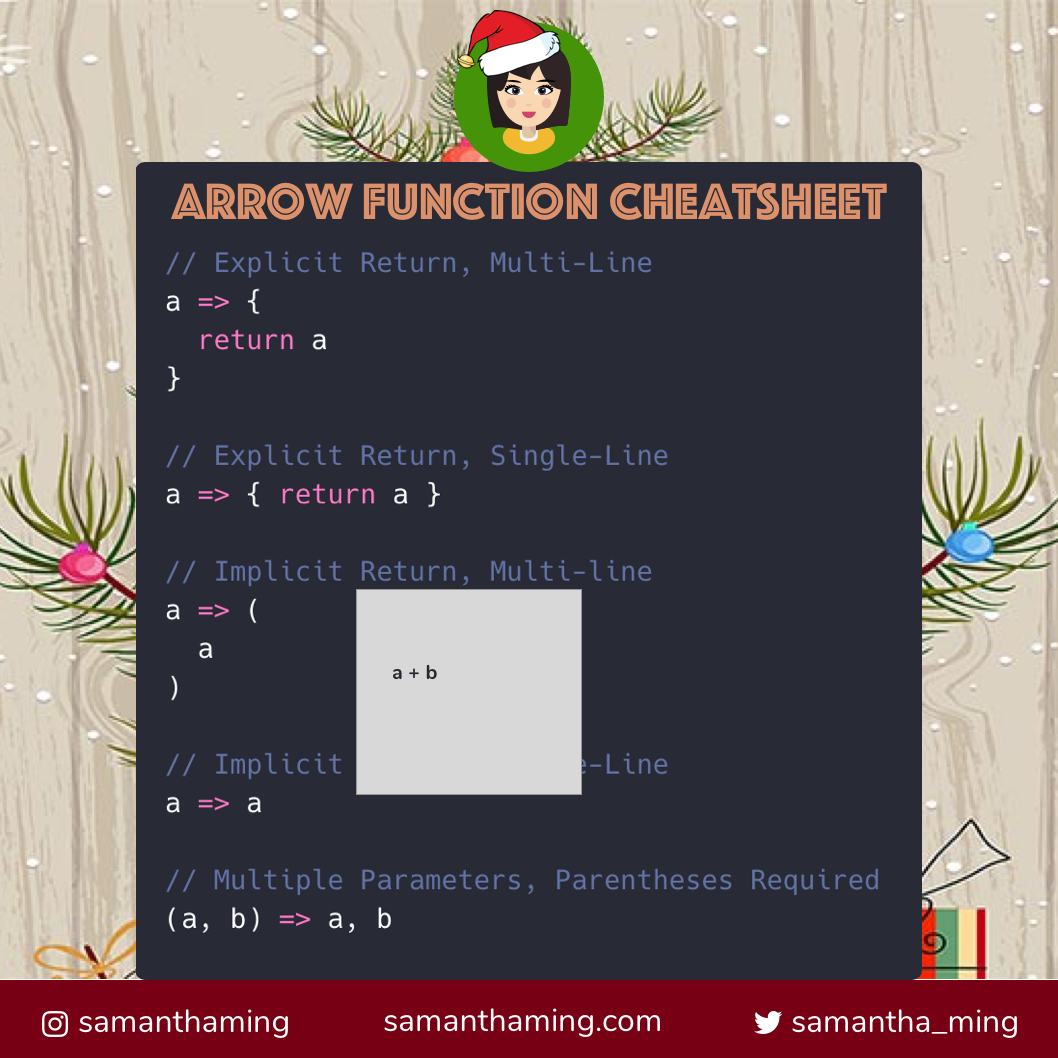 ARROW FUNCTION CHEATSHEET
// Explicit Return, Multi-Line
a => {
  return a
}
// Explicit Return, Single-Line
a => { return a }
// Implicit Return, Multi-line
a => (
  a
)
a + b
// Implicit e-Line
a => a
// Multiple Parameters, Parentheses Required
(a, b) => a, b
samanthaming samanthaming.com samantha_ming